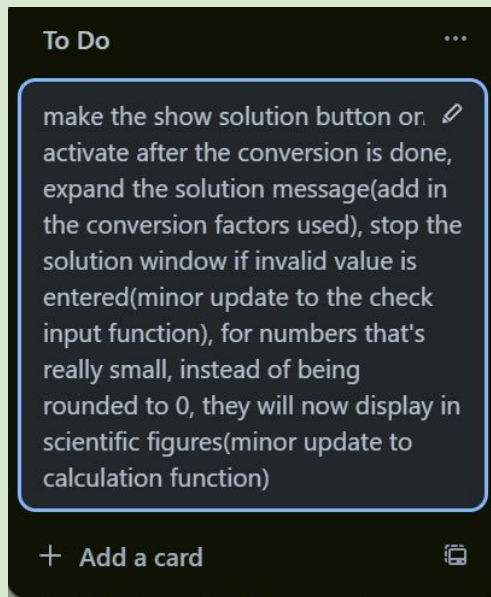 To Do
make the show solution button
activate after the conversion is done,
expand the solution message(add in
the conversion factors used), stop the
solution window if invalid value is
entered(minor update to the check
input function), for numbers that's
really small, instead of being
rounded to 0, they will now display in
scientific figures(minor update to
calculation function)
Add a card